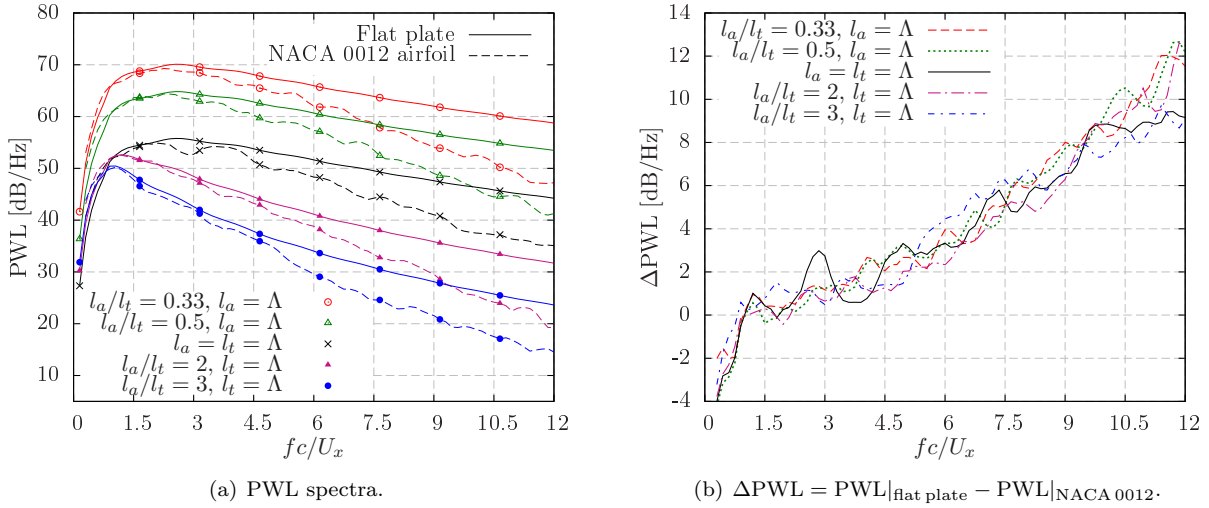 Flat plate
NACA 0012 airfoil
70
60
50
40
30
20
10
PWL [dB/Hz]
l_a/l_t = 0.33, l_a = Λ
l_a/l_t = 0.5, l_a = Λ
l_a = l_t = Λ
l_a/l_t = 2, l_t = Λ
l_a/l_t = 3, l_t = Λ
0 1.5 3 4.5 6 7.5 9 10.5 12
fc/U_x
(a) PWL spectra.
14
12
10
8
6
4
2
0
-2
-4
ΔPWL [dB/Hz]
l_a/l_t = 0.33, l_a = Λ
l_a/l_t = 0.5, l_a = Λ
l_a = l_t = Λ
l_a/l_t = 2, l_t = Λ
l_a/l_t = 3, l_t = Λ
0 1.5 3 4.5 6 7.5 9 10.5 12
fc/U_x
(b) ΔPWL = PWL|flat plate − PWL|NACA 0012.